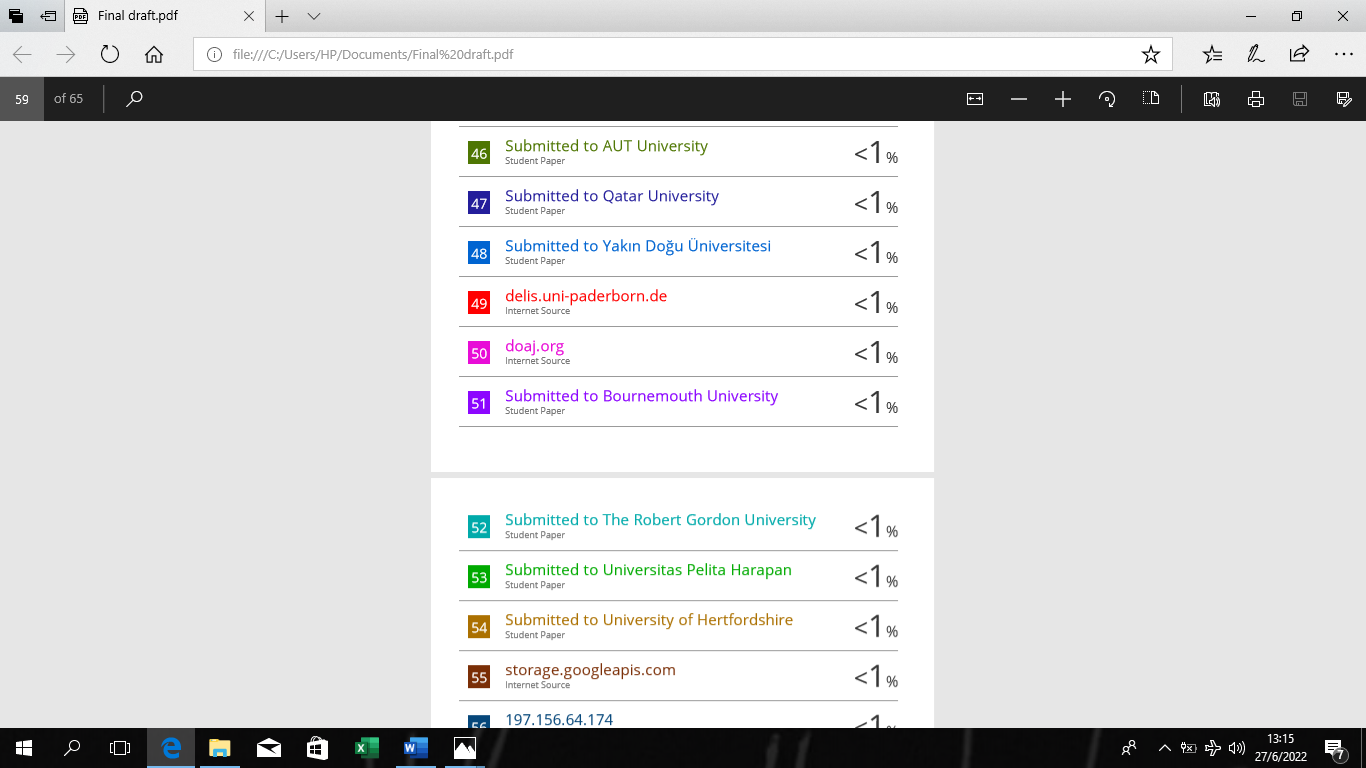 Final draft.pdf
file:///C:/Users/HP/Documents/Final%20draft.pdf
59 of 65
46 Submitted to AUT University <1%
Student Paper
47 Submitted to Qatar University <1%
Student Paper
48 Submitted to Yakın Doğu Üniversitesi <1%
Student Paper
49 delis.uni-paderborn.de <1%
Internet Source
50 doaj.org <1%
Internet Source
51 Submitted to Bournemouth University <1%
Student Paper
52 Submitted to The Robert Gordon University <1%
Student Paper
53 Submitted to Universitas Pelita Harapan <1%
Student Paper
54 Submitted to University of Hertfordshire <1%
Student Paper
55 storage.googleapis.com <1%
Internet Source
56 197.156.64.174 <1%
13:15
27/6/2022
7